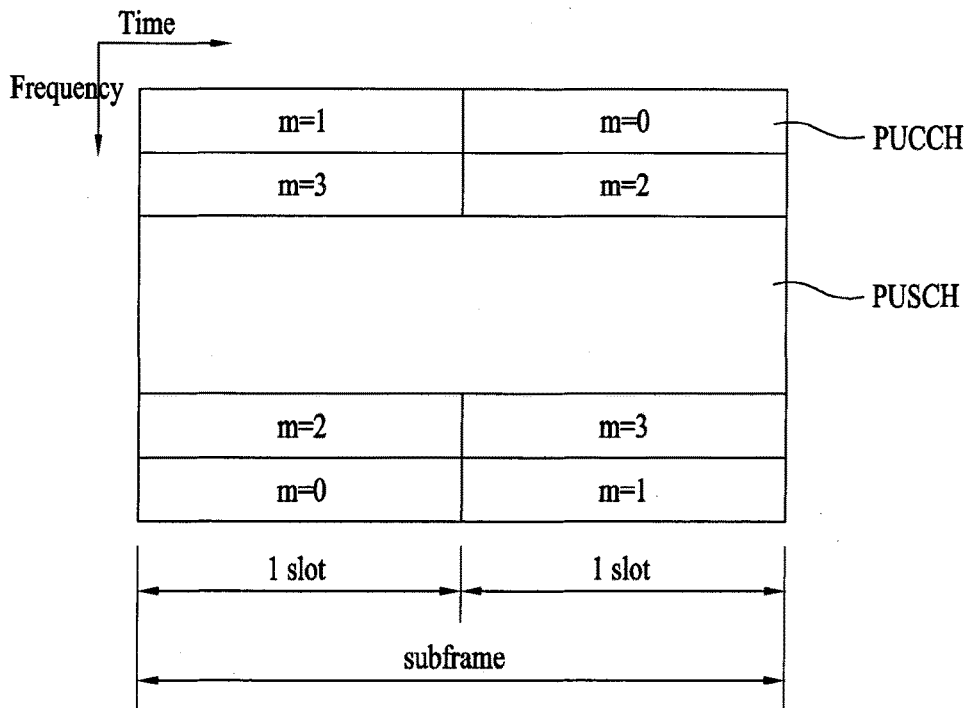 Time
Frequency
m=1 m=0
PUCCH
m=3 m=2
PUSCH
m=2 m=3
m=0 m=1
1 slot 1 slot
subframe